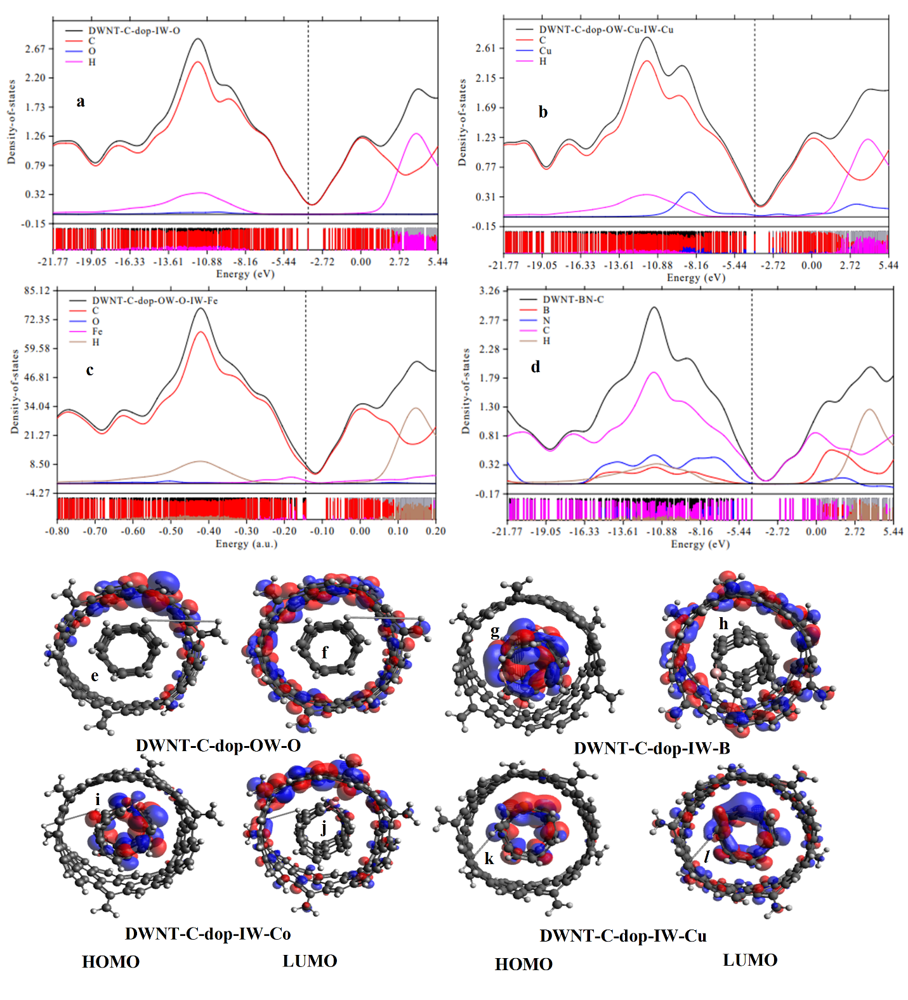 DWNT-C-dop-IW-O
C
O
H
a
Density-of-states
2.67
2.20
1.73
1.26
0.79
0.32
-0.15
-21.77 -19.05 -16.33 -13.61 -10.88 -8.16 -5.44 -2.72 0.00 2.72 5.44
Energy (eV)
DWNT-C-dop-OW-Cu-IW-Cu
C
Cu
H
b
Density-of-states
2.61
2.15
1.69
1.23
0.77
0.31
-0.15
-21.77 -19.05 -16.33 -13.61 -10.88 -8.16 -5.44 -2.72 0.00 2.72 5.44
Energy (eV)
DWNT-C-dop-OW-O-IW-Fe
C
O
Fe
H
c
Density-of-states
85.12
72.35
59.58
46.81
34.04
21.27
8.50
-4.27
-0.80 -0.70 -0.60 -0.50 -0.40 -0.30 -0.20 -0.10 0.00 0.10 0.20
Energy (a.u.)
DWNT-BN-C
B
N
C
H
d
Density-of-states
3.26
2.77
2.28
1.79
1.30
0.81
0.32
-0.17
-21.77 -19.05 -16.33 -13.61 -10.88 -8.16 -5.44 -2.72 0.00 2.72 5.44
Energy (eV)
e
f
g
h
DWNT-C-dop-OW-O
DWNT-C-dop-IW-B
i
j
k
l
DWNT-C-dop-IW-Co
DWNT-C-dop-IW-Cu
HOMO
LUMO
HOMO
LUMO